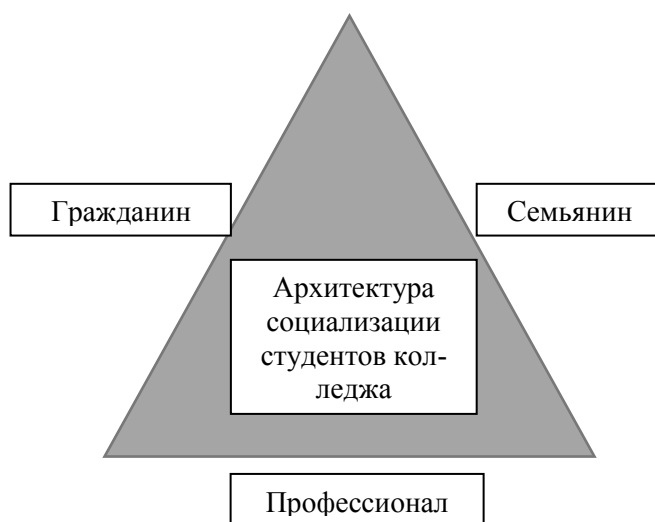 Гражданин
Семьянин
Архитектура
социализации
студентов кол-
леджа
Профессионал